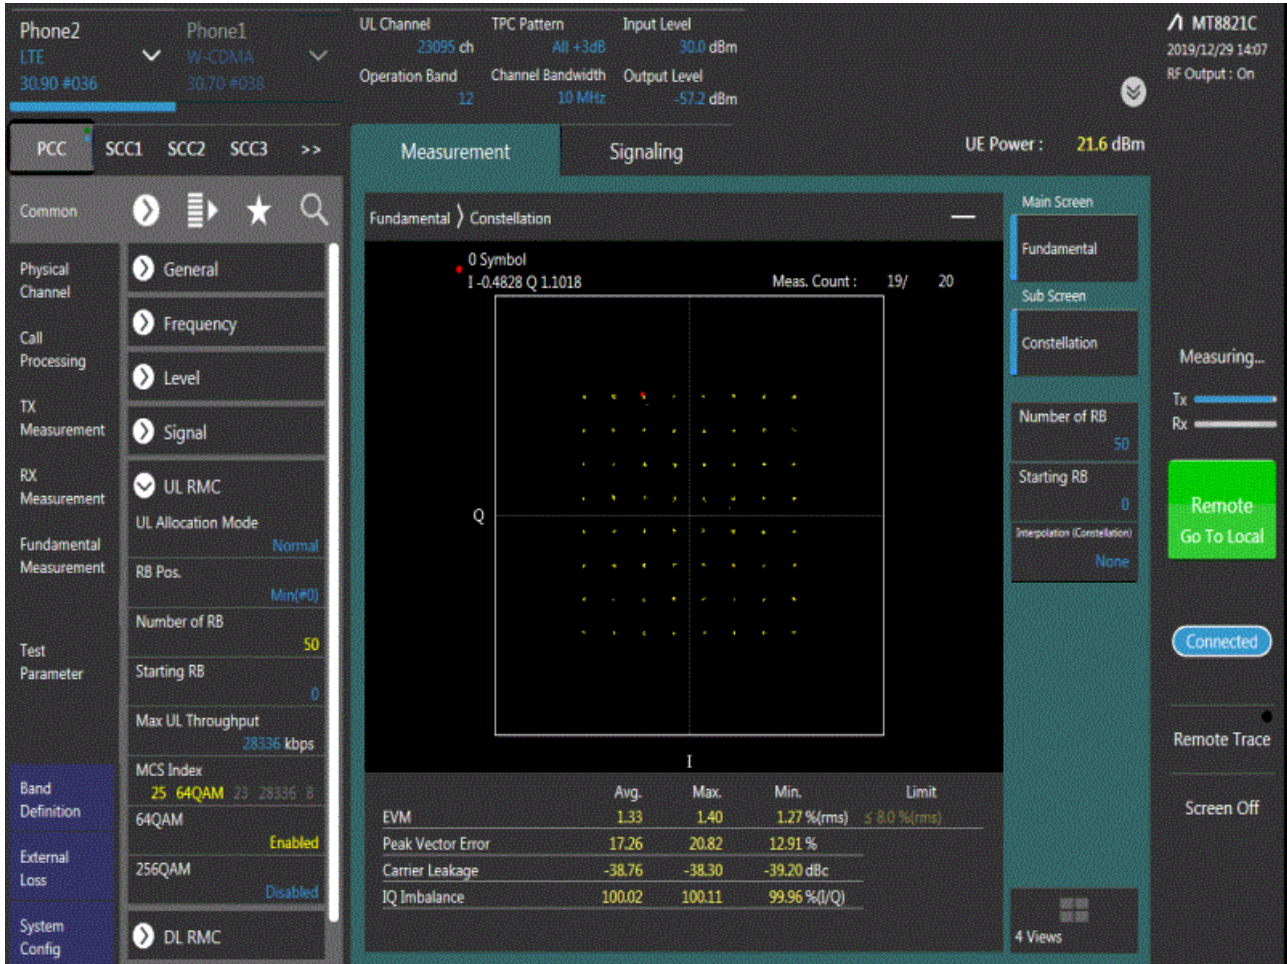 Phone2
LTE
30.90 #036
Phone1
W-CDMA
30.70 #038
UL Channel
23095 ch
TPC Pattern
All +3dB
Input Level
30.0 dBm
Operation Band
12
Channel Bandwidth
10 MHz
Output Level
-57.2 dBm
MT8821C
2019/12/29 14:07
RF Output : On
PCC SCC1 SCC2 SCC3 >>
Measurement
Signaling
UE Power : 21.6 dBm
Common
Physical
Channel
Call
Processing
TX
Measurement
RX
Measurement
Fundamental
Measurement
Test
Parameter
Band
Definition
External
Loss
System
Config
General
Frequency
Level
Signal
UL RMC
UL Allocation Mode
Normal
RB Pos.
Min(#0)
Number of RB
50
Starting RB
0
Max UL Throughput
28336 kbps
MCS Index
25 64QAM 23 28336 8
64QAM
Enabled
256QAM
Disabled
DL RMC
Fundamental ⟩ Constellation
0 Symbol
I -0.4828 Q 1.1018
Meas. Count : 19/ 20
Q
I
Avg. Max. Min. Limit
EVM 1.33 1.40 1.27 %(rms) ≤ 8.0 %(rms)
Peak Vector Error 17.26 20.82 12.91 %
Carrier Leakage -38.76 -38.30 -39.20 dBc
IQ Imbalance 100.02 100.11 99.96 %(I/Q)
Main Screen
Fundamental
Sub Screen
Constellation
Number of RB
50
Starting RB
0
Interpolation (Constellation)
None
4 Views
Measuring...
Tx
Rx
Remote
Go To Local
Connected
Remote Trace
Screen Off